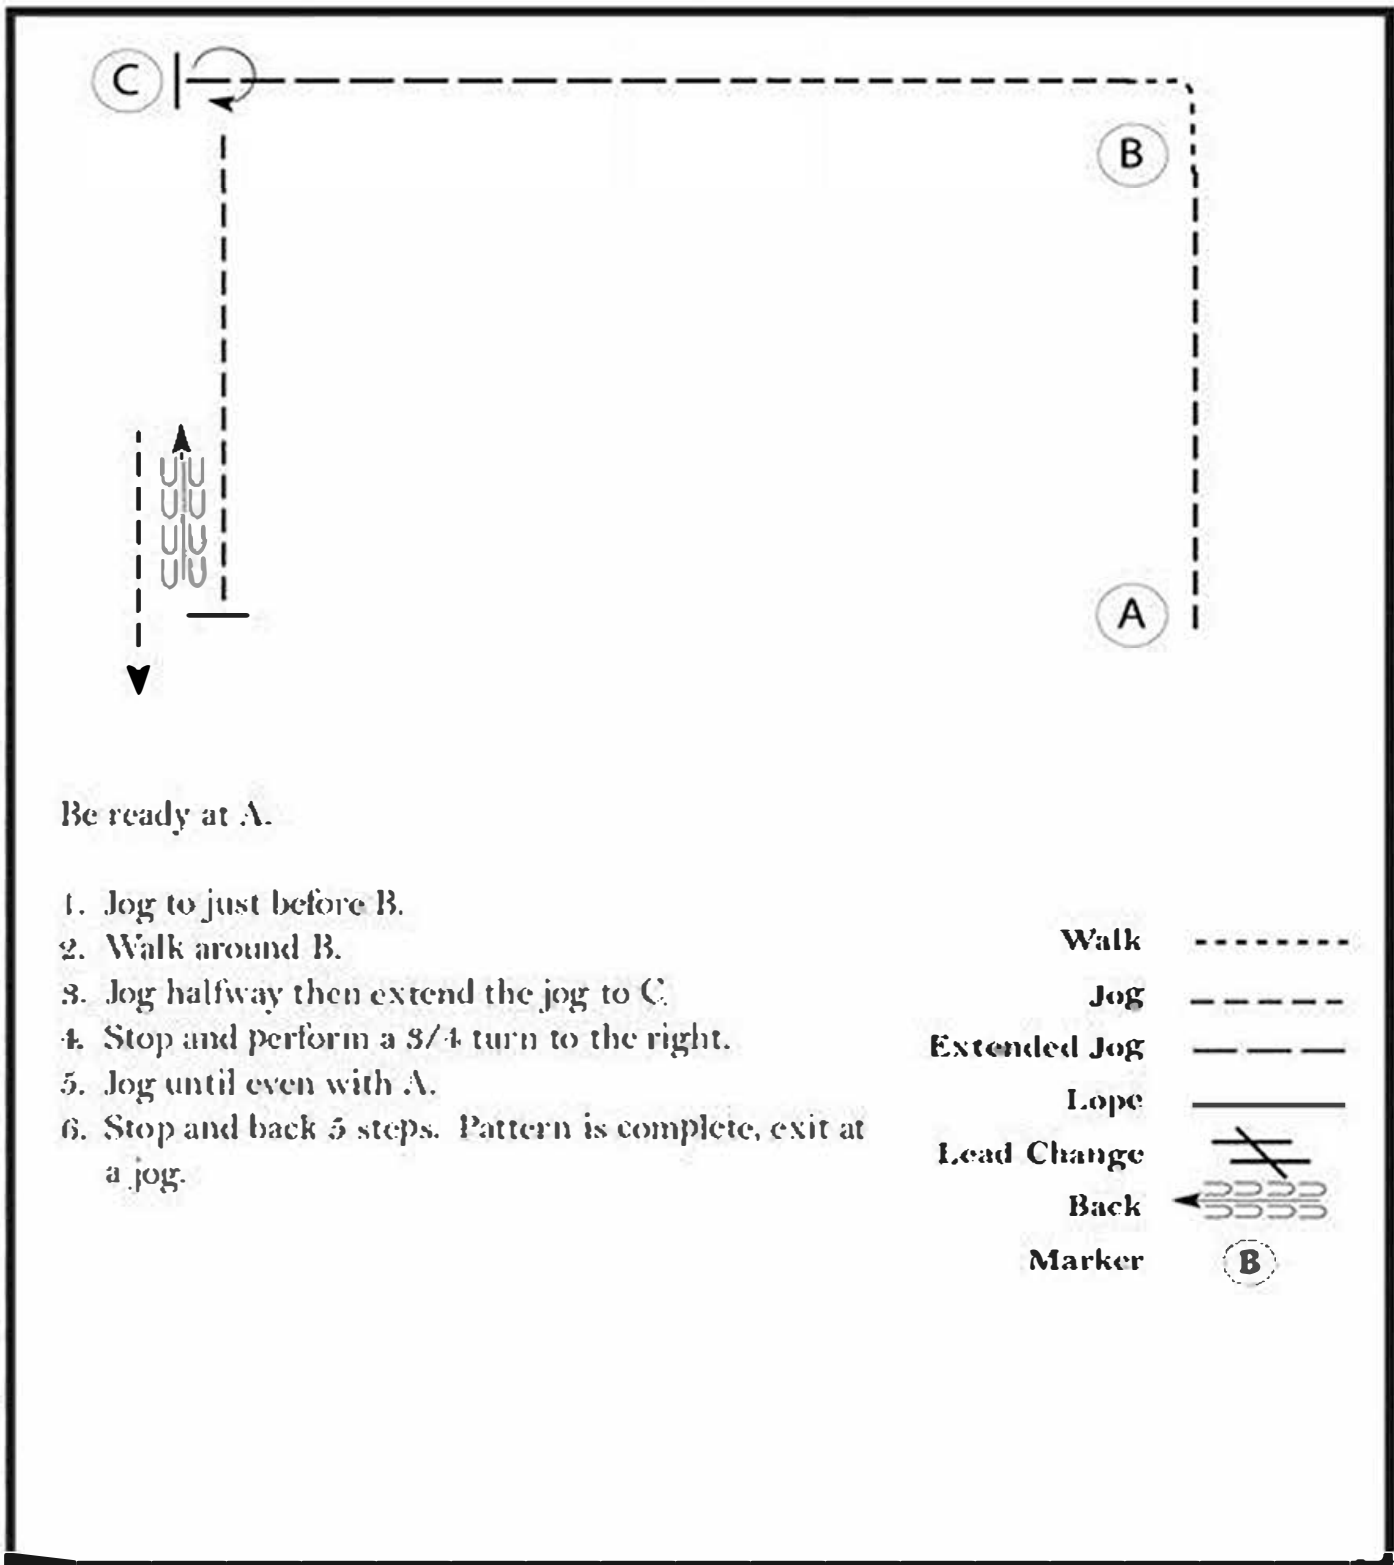 C
B
A
Be ready at A.
1. Jog to just before B.
2. Walk around B.
3. Jog halfway then extend the jog to C
4. Stop and perform a 3/4 turn to the right.
5. Jog until even with A.
6. Stop and back 5 steps. Pattern is complete, exit at
a jog.
Walk
Jog
Extended Jog
Lope
Lead Change
Back
Marker
B